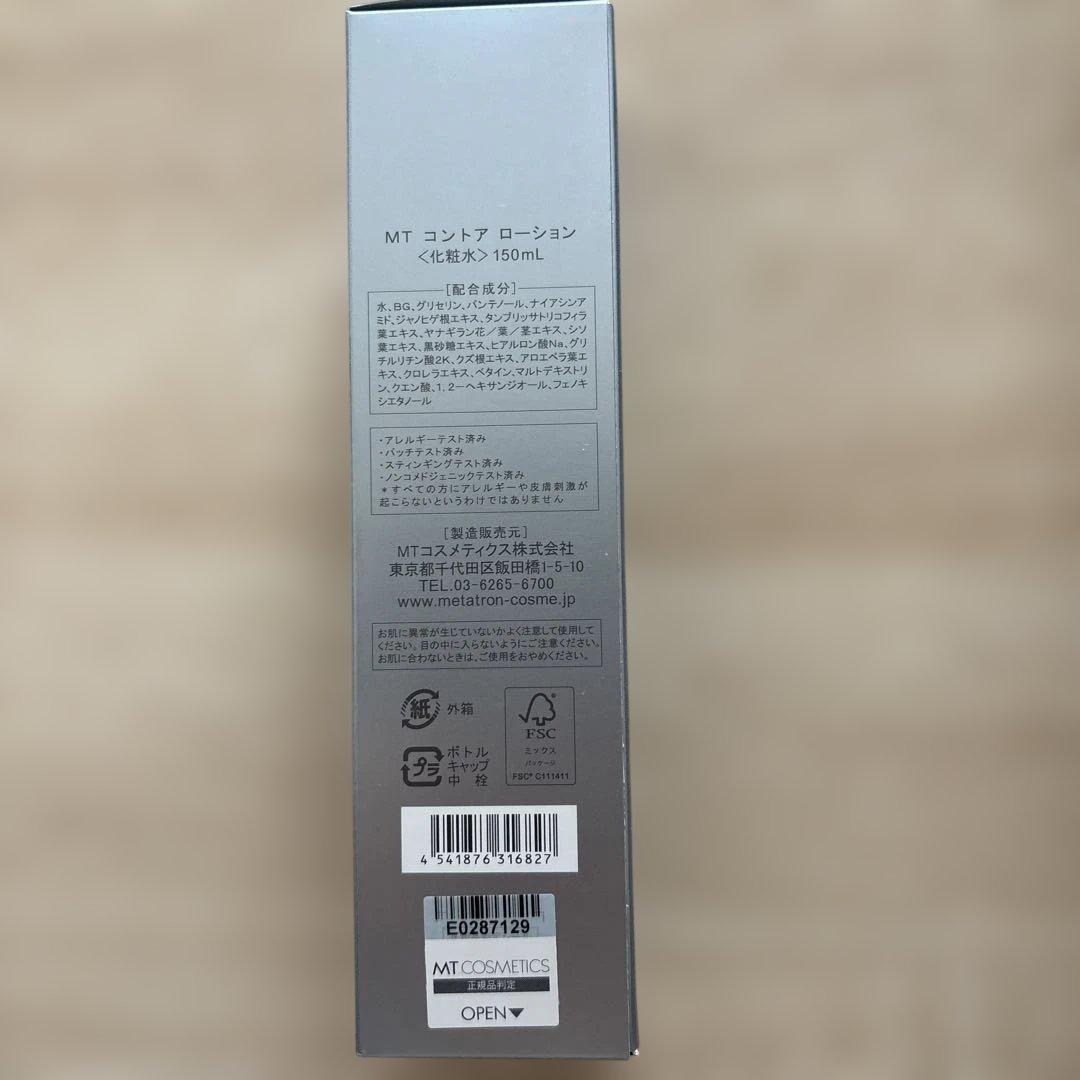 MT コントア ローション
<化粧水>150mL
[配合成分]
水、BG、グリセリン、パンテノール、ナイアシンア
ミド、ジャノヒゲ根エキス、タンブリッサトリコフィラ
葉エキス、ヤナギラン花／葉／茎エキス、シソ
葉エキス、黒砂糖エキス、ヒアルロン酸Na、グリ
チルリチン酸2K、クズ根エキス、アロエベラ葉エ
キス、クロレラエキス、ベタイン、マルトデキストリ
ン、クエン酸、1，2－ヘキサンジオール、フェノキ
シエタノール
・アレルギーテスト済み
・パッチテスト済み
・スティンギングテスト済み
・ノンコメドジェニックテスト済み
＊すべての方にアレルギーや皮膚刺激が
起こらないというわけではありません
[製造販売元]
MTコスメティクス株式会社
東京都千代田区飯田橋1-5-10
TEL.03-6265-6700
www.metatron-cosme.jp
お肌に異常が生じていないかよく注意して使用して
ください。目の中に入らないようにご注意ください。
お肌に合わないときは、ご使用をおやめください。
紙 外箱
プラ ボトル
キャップ
中栓
FSC
ミックス
パッケージ
FSC® C111411
4 541876 316827
E0287129
MT COSMETICS
正規品判定
OPEN▼